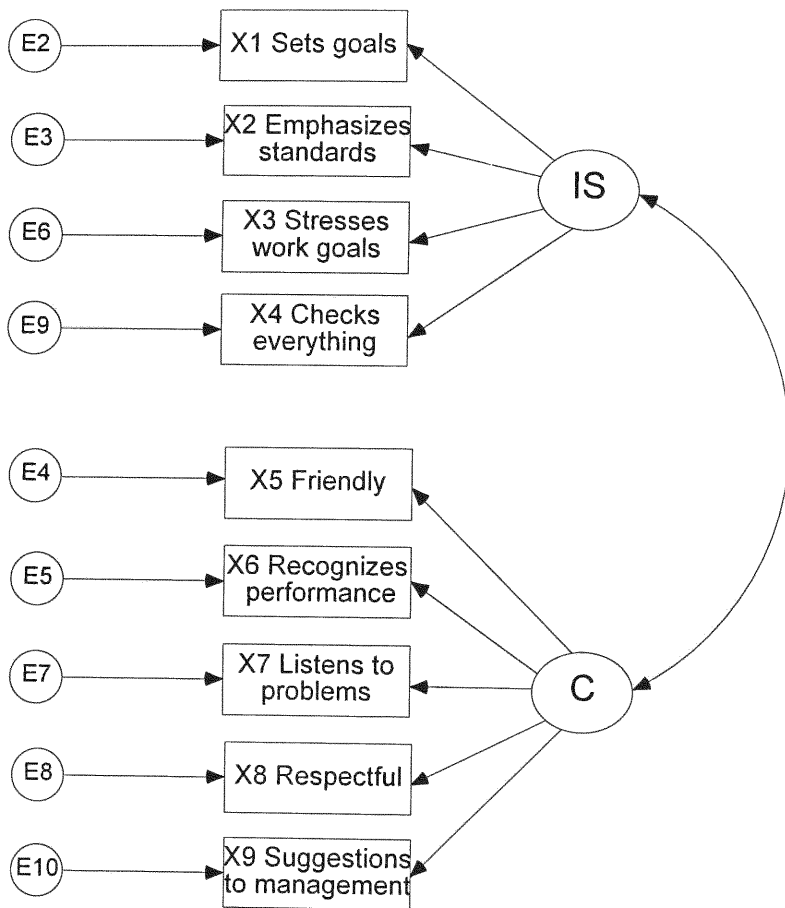 E2
X1 Sets goals
E3
X2 Emphasizes
standards
IS
E6
X3 Stresses
work goals
E9
X4 Checks
everything
E4
X5 Friendly
E5
X6 Recognizes
performance
E7
X7 Listens to
problems
C
E8
X8 Respectful
E10
X9 Suggestions
to management